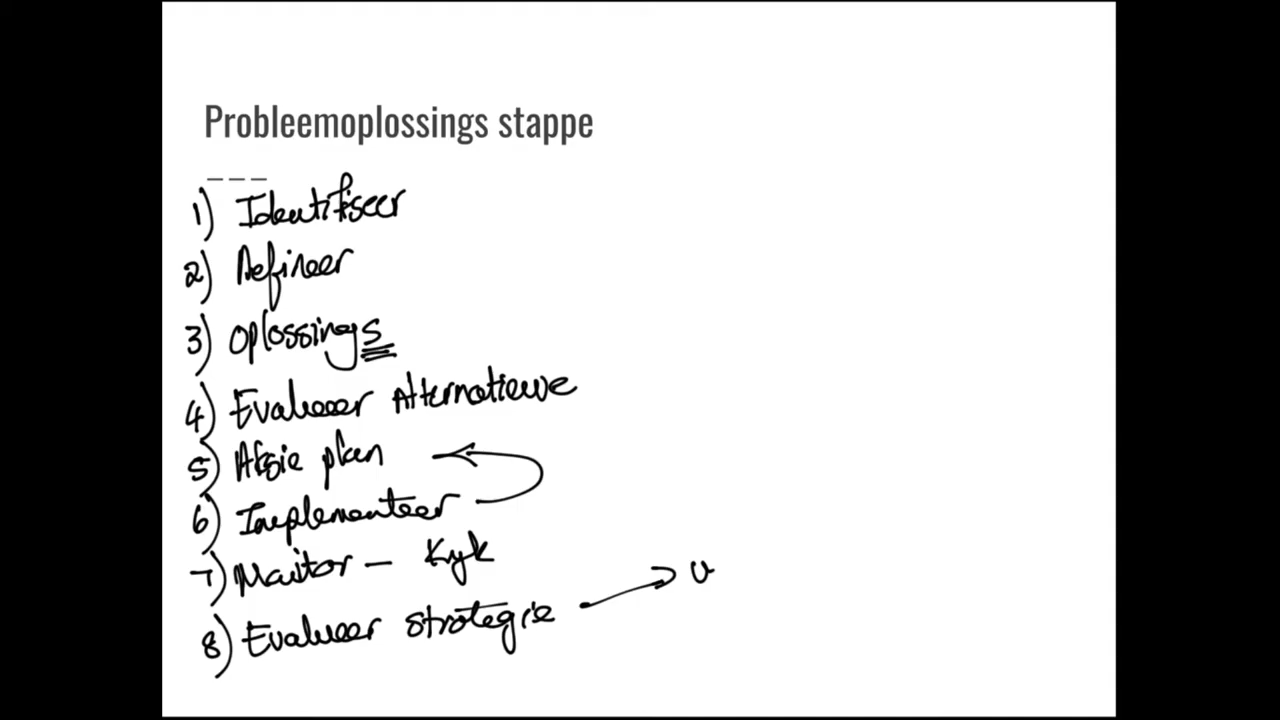 Probleemoplossings stappe
1) Identifiseer
2) Defineer
3) Oplossings
4) Evalueer Alternatiewe
5) Aksie plan
6) Implementeer
7) Monitor - Kyk
8) Evalueer strategie